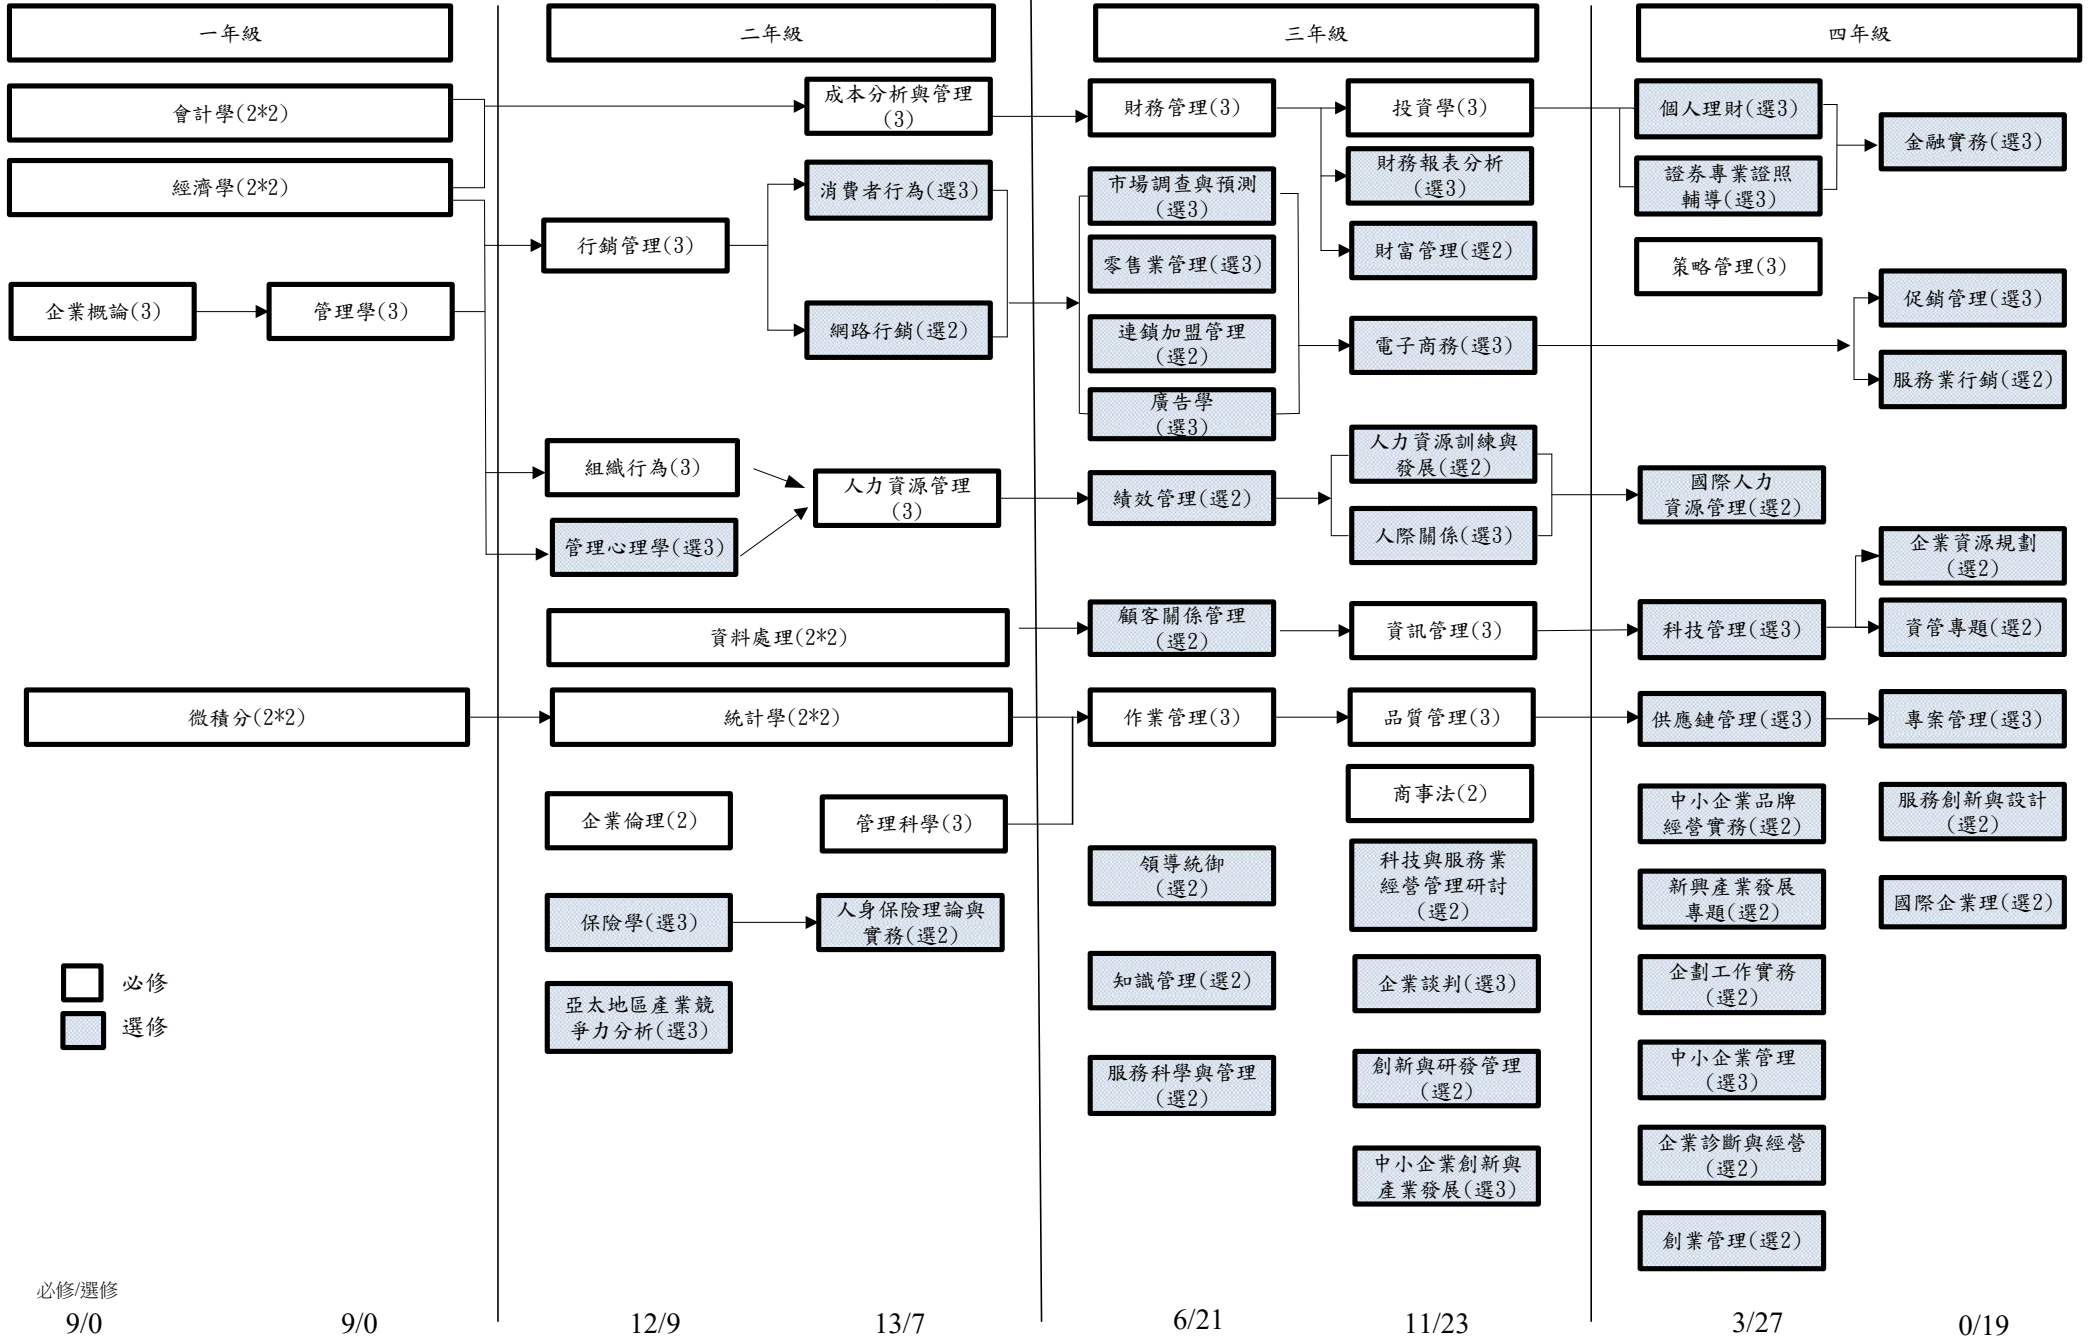 一年級
二年級
三年級
四年級
會計學(2*2)
成本分析與管理
(3)
財務管理(3)
投資學(3)
個人理財(選3)
金融實務(選3)
經濟學(2*2)
消費者行為(選3)
市場調查與預測
(選3)
財務報表分析
(選3)
證券專業證照
輔導(選3)
行銷管理(3)
零售業管理(選3)
財富管理(選2)
策略管理(3)
企業概論(3)
管理學(3)
網路行銷(選2)
連鎖加盟管理
(選2)
電子商務(選3)
促銷管理(選3)
廣告學
(選3)
服務業行銷(選2)
組織行為(3)
人力資源管理
(3)
績效管理(選2)
人力資源訓練與
發展(選2)
國際人力
資源管理(選2)
管理心理學(選3)
人際關係(選3)
企業資源規劃
(選2)
資料處理(2*2)
顧客關係管理
(選2)
資訊管理(3)
科技管理(選3)
資管專題(選2)
微積分(2*2)
統計學(2*2)
作業管理(3)
品質管理(3)
供應鏈管理(選3)
專案管理(選3)
企業倫理(2)
管理科學(3)
商事法(2)
中小企業品牌
經營實務(選2)
服務創新與設計
(選2)
領導統御
(選2)
科技與服務業
經營管理研討
(選2)
新興產業發展
專題(選2)
國際企業理(選2)
保險學(選3)
人身保險理論與
實務(選2)
必修
選修
亞太地區產業競
爭力分析(選3)
知識管理(選2)
企業談判(選3)
企劃工作實務
(選2)
服務科學與管理
(選2)
創新與研發管理
(選2)
中小企業管理
(選3)
中小企業創新與
產業發展(選3)
企業診斷與經營
(選2)
創業管理(選2)
必修/選修
9/0
9/0
12/9
13/7
6/21
11/23
3/27
0/19